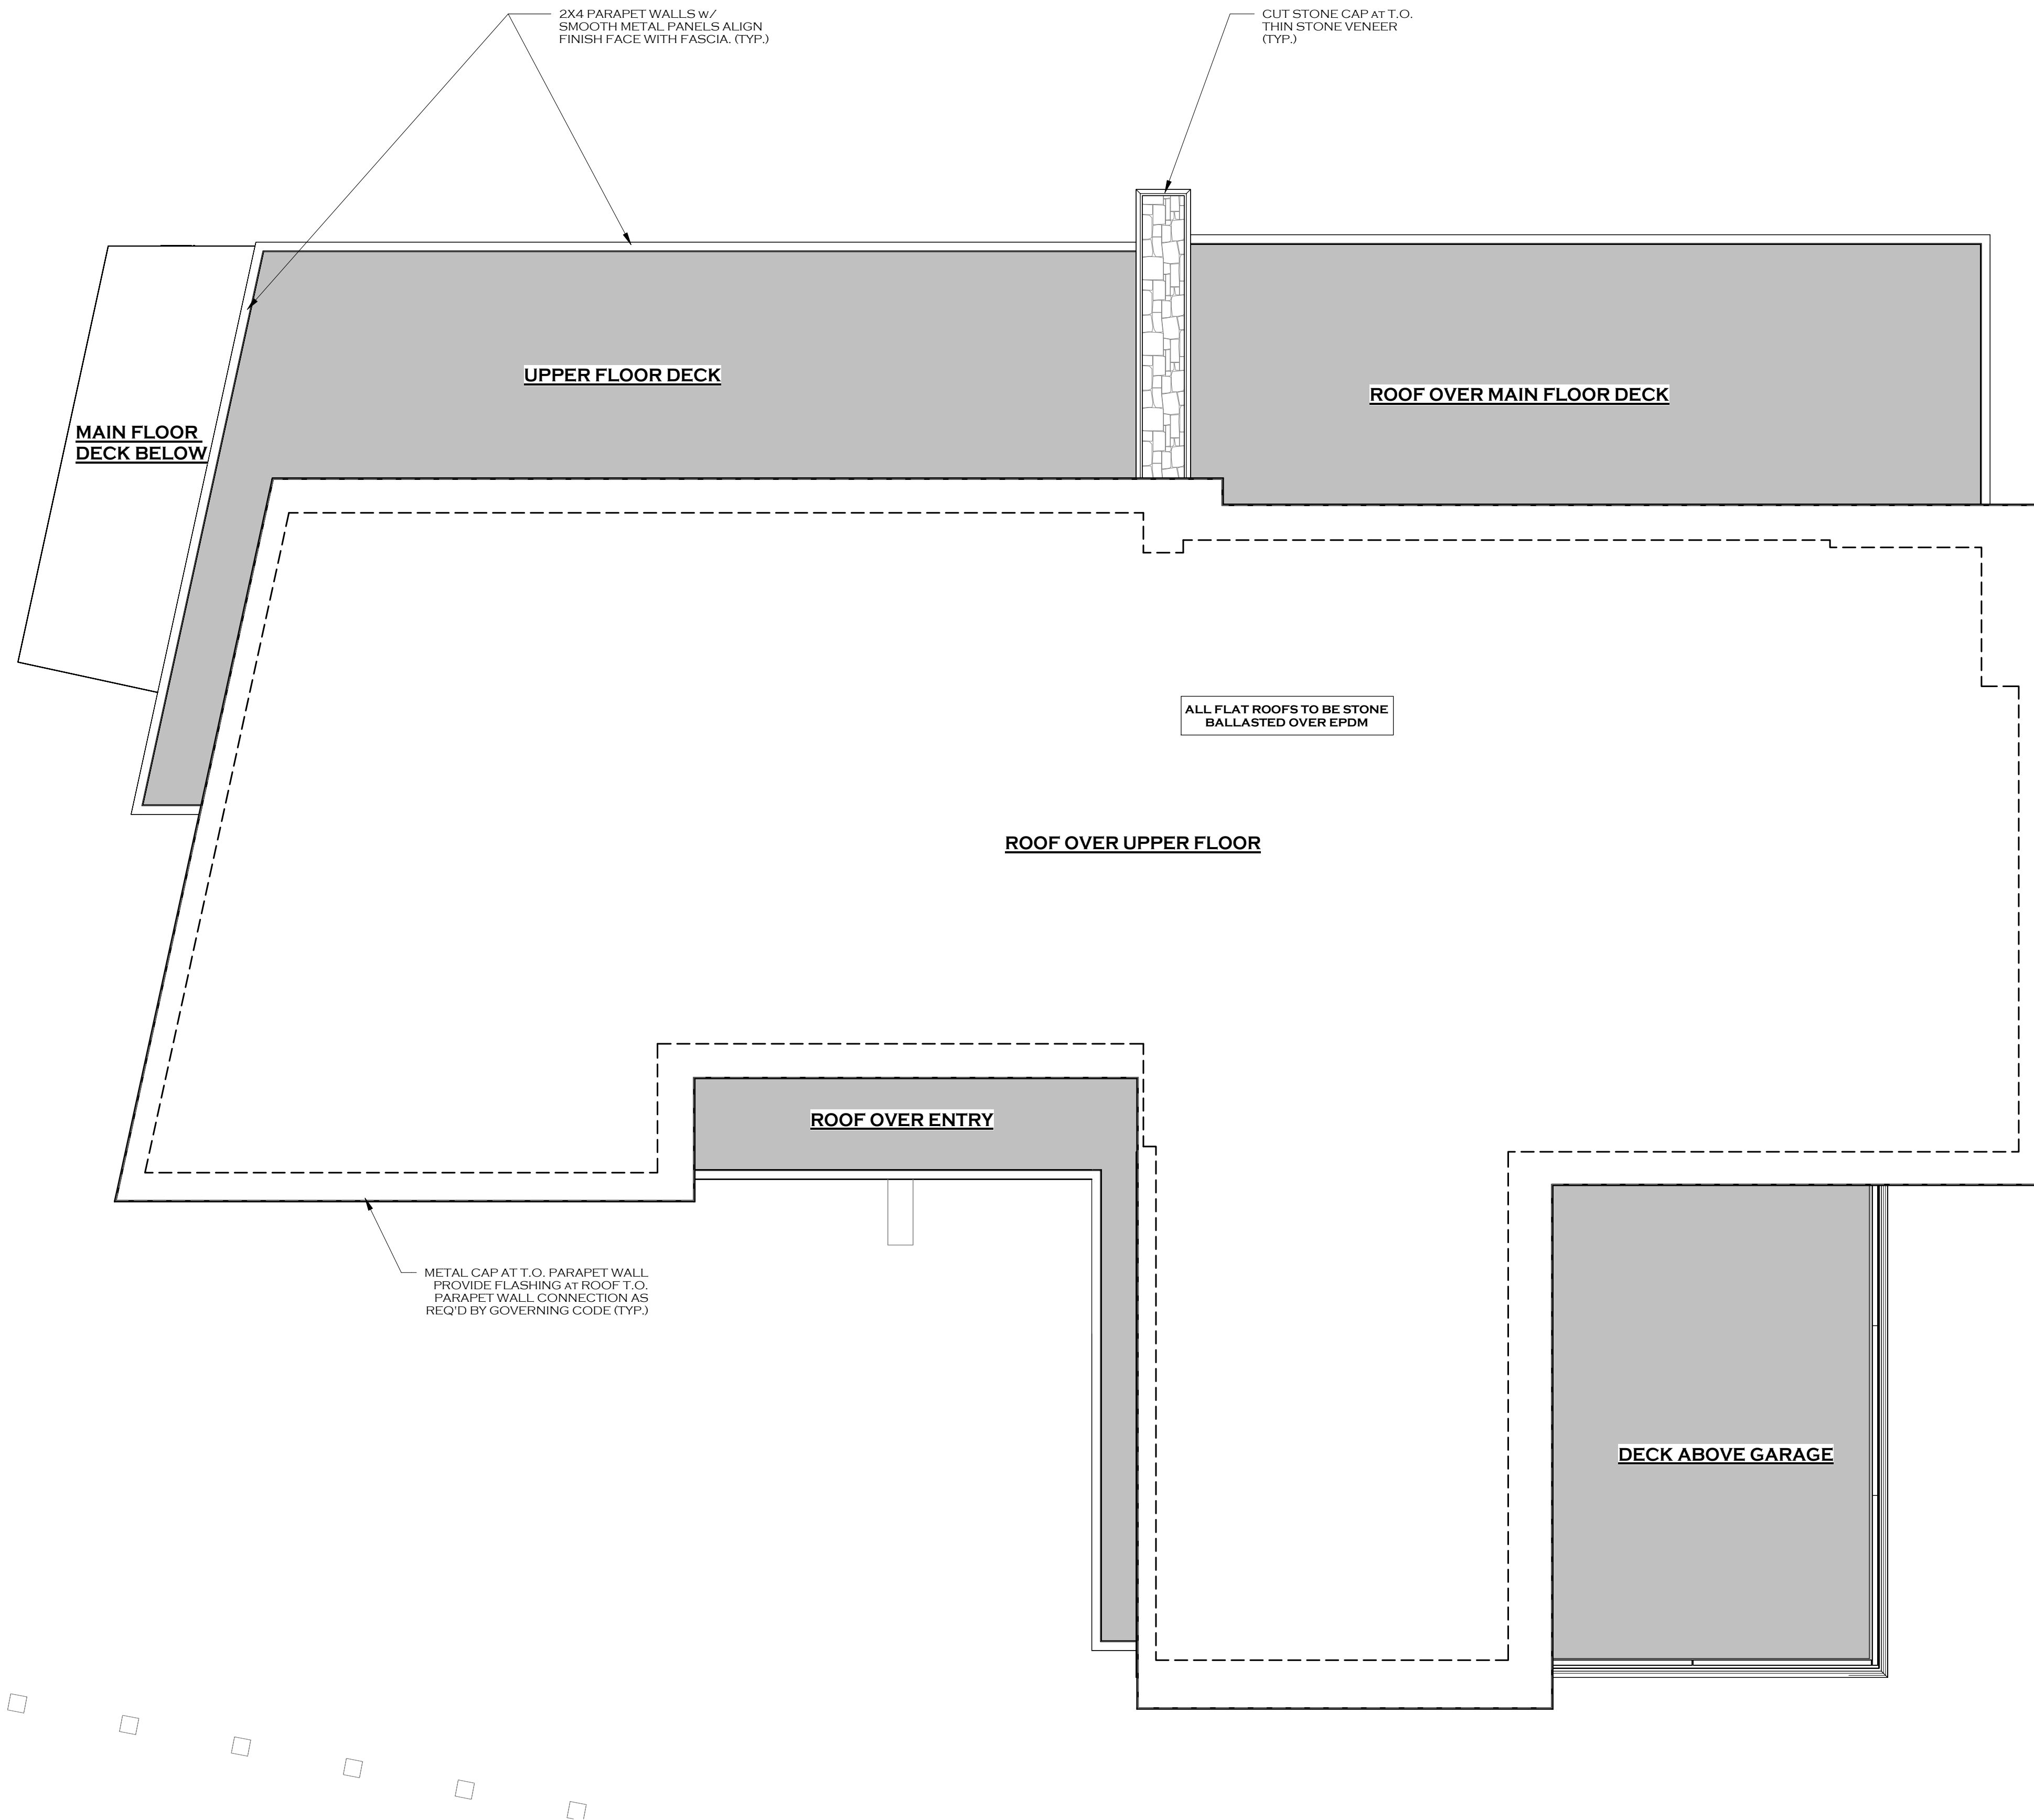 2X4 PARAPET WALLS W/
SMOOTH METAL PANELS ALIGN
FINISH FACE WITH FASCIA. (TYP.)
CUT STONE CAP AT T.O.
THIN STONE VENEER
(TYP.)
UPPER FLOOR DECK
ROOF OVER MAIN FLOOR DECK
MAIN FLOOR
DECK BELOW
ALL FLAT ROOFS TO BE STONE
BALLASTED OVER EPDM
ROOF OVER UPPER FLOOR
ROOF OVER ENTRY
METAL CAP AT T.O. PARAPET WALL
PROVIDE FLASHING AT ROOF T.O.
PARAPET WALL CONNECTION AS
REQ'D BY GOVERNING CODE (TYP.)
DECK ABOVE GARAGE